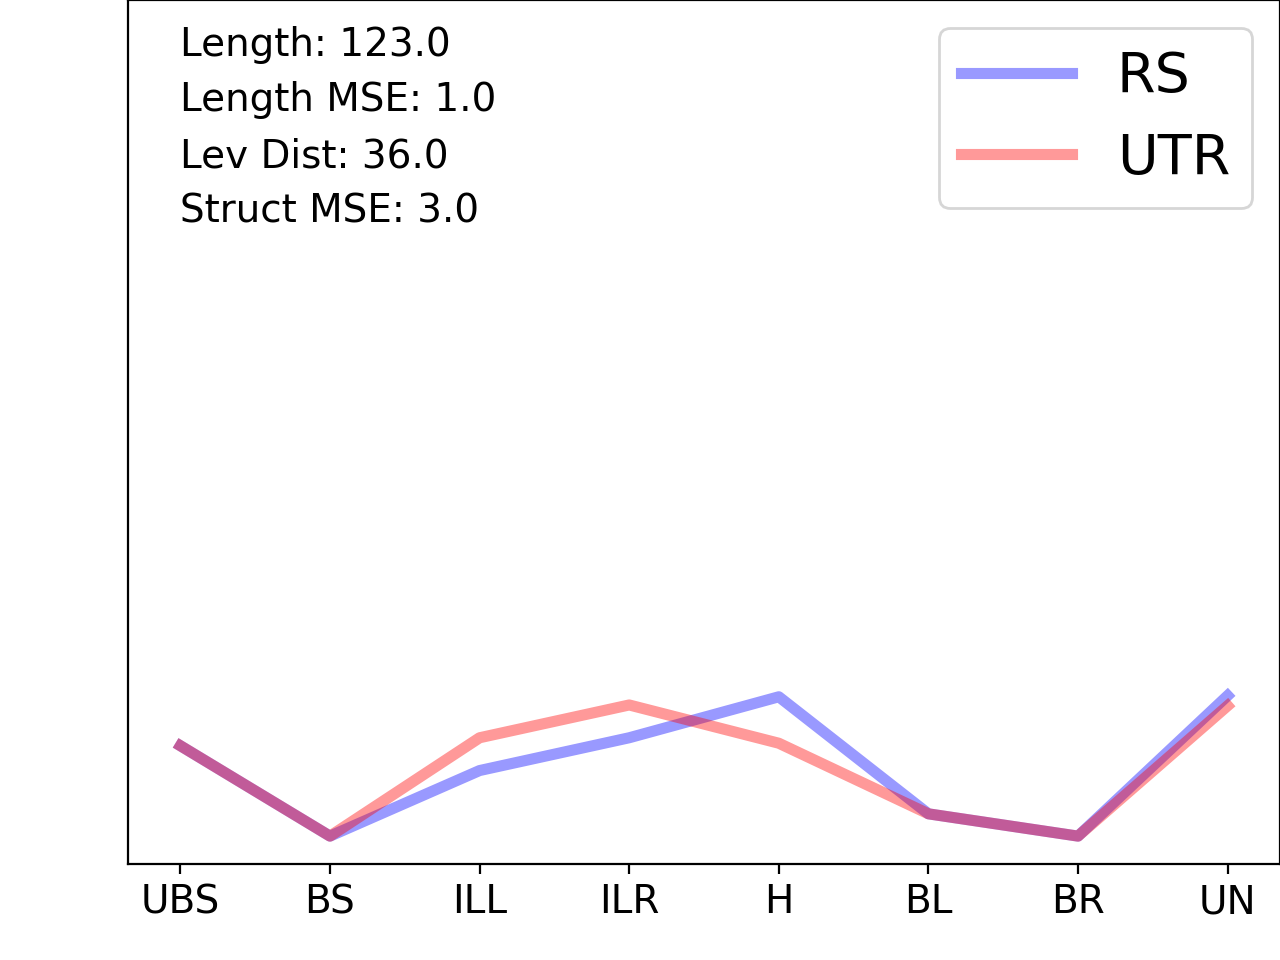 Length: 123.0
Length MSE: 1.0
Lev Dist: 36.0
Struct MSE: 3.0
RS
UTR
UBS BS ILL ILR H BL BR UN